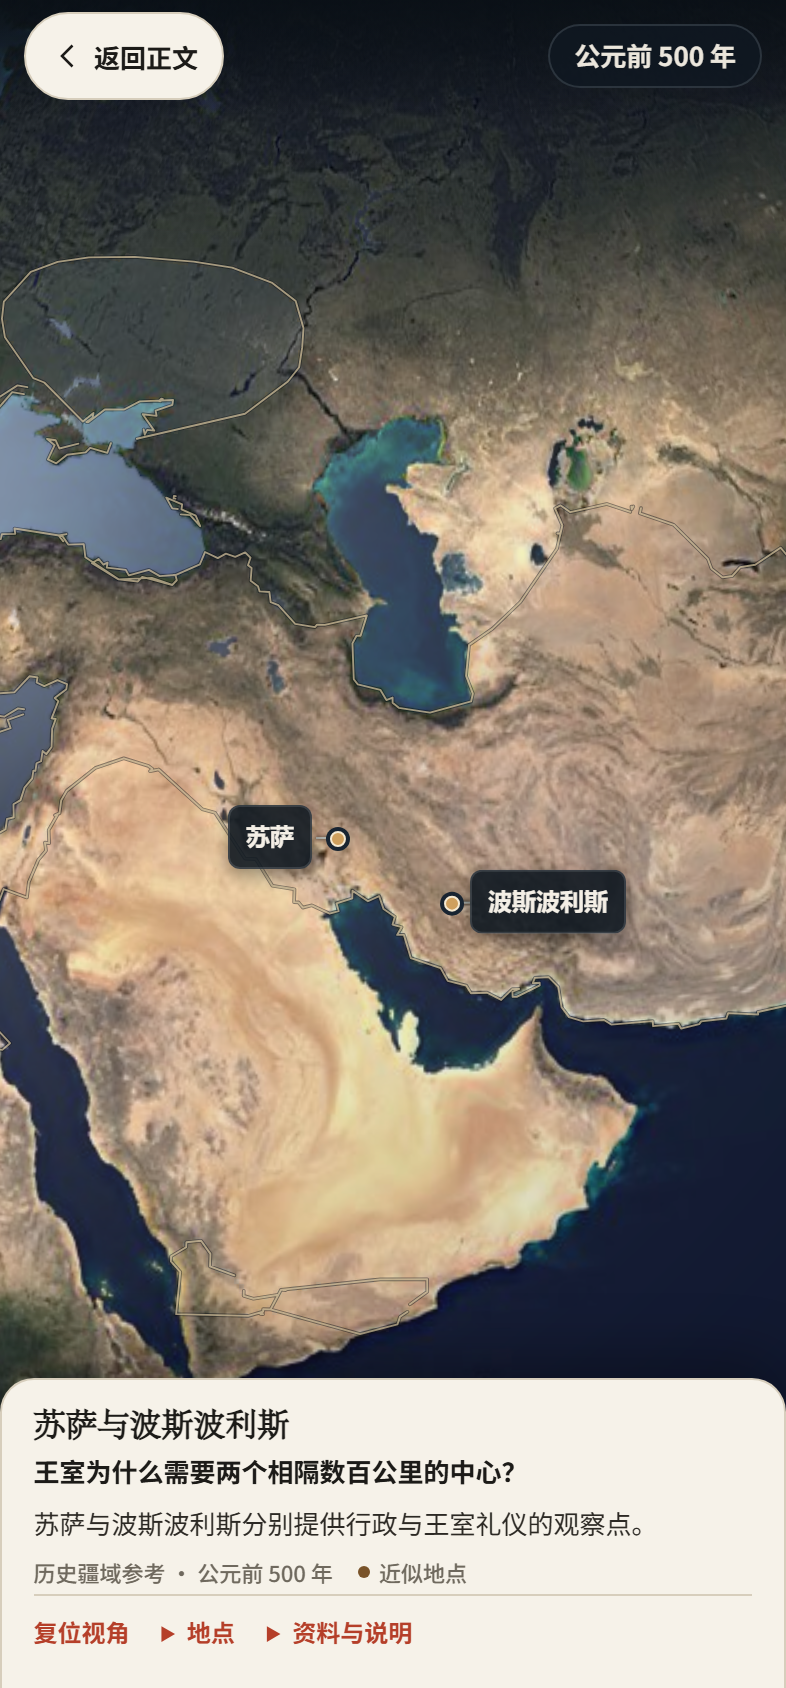 返回正文
公元前 500 年
苏萨
波斯波利斯
苏萨与波斯波利斯
王室为什么需要两个相隔数百公里的中心？
苏萨与波斯波利斯分别提供行政与王室礼仪的观察点。
历史疆域参考 · 公元前 500 年 近似地点
复位视角 ▶ 地点 ▶ 资料与说明